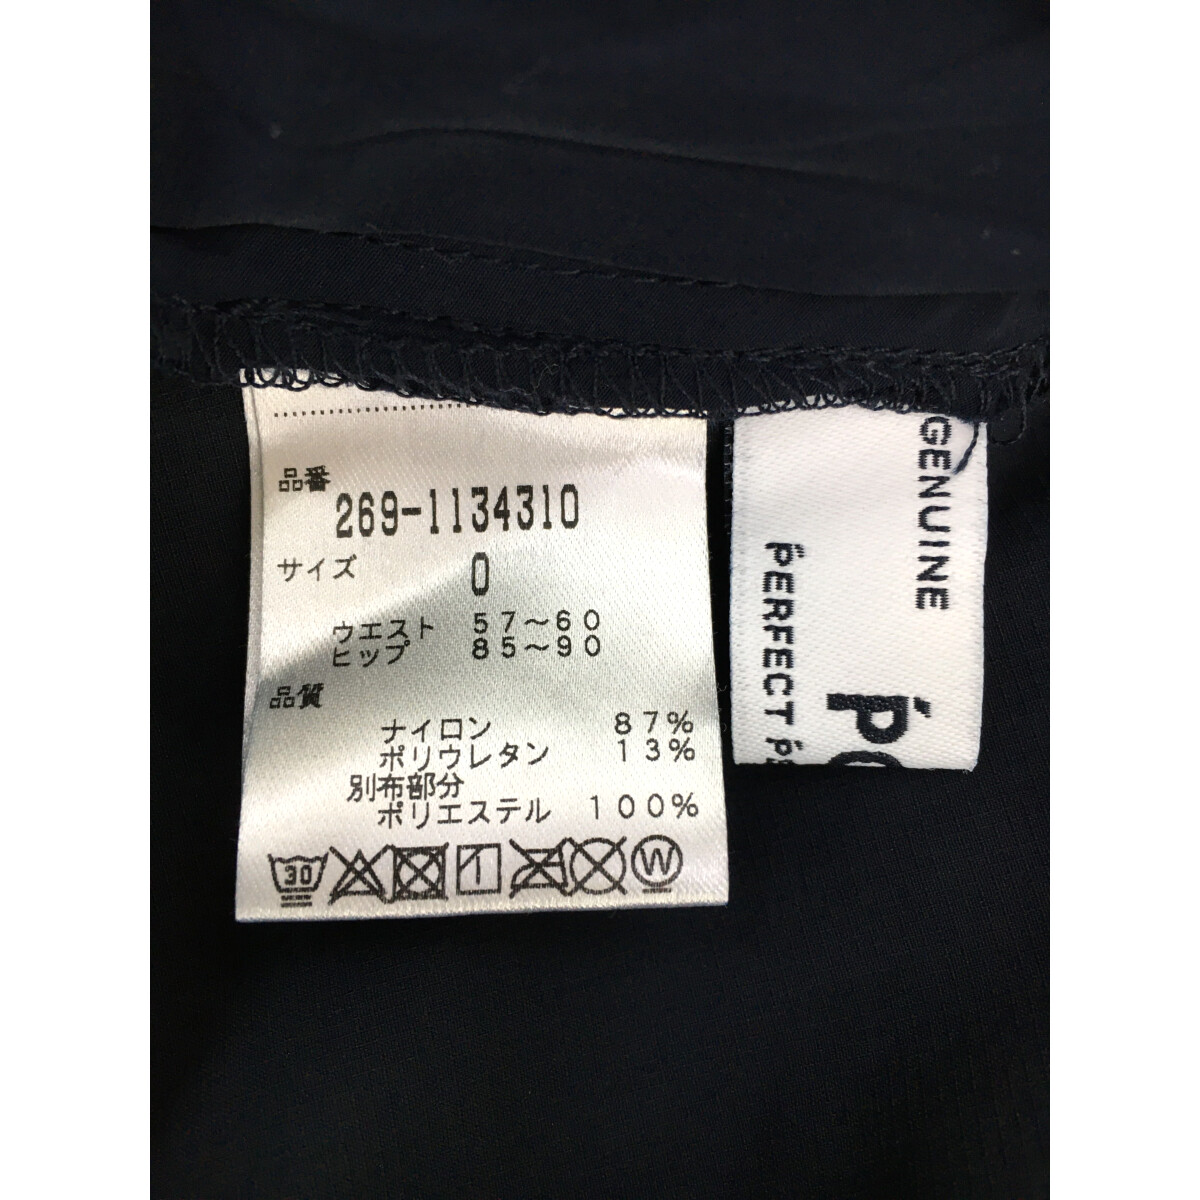 品番
269-1134310
サイズ 0
ウエスト 57～60
ヒップ 85～90
品質
ナイロン 87%
ポリウレタン 13%
別布部分
ポリエステル 100%
30
W
GENUINE
PERFECT